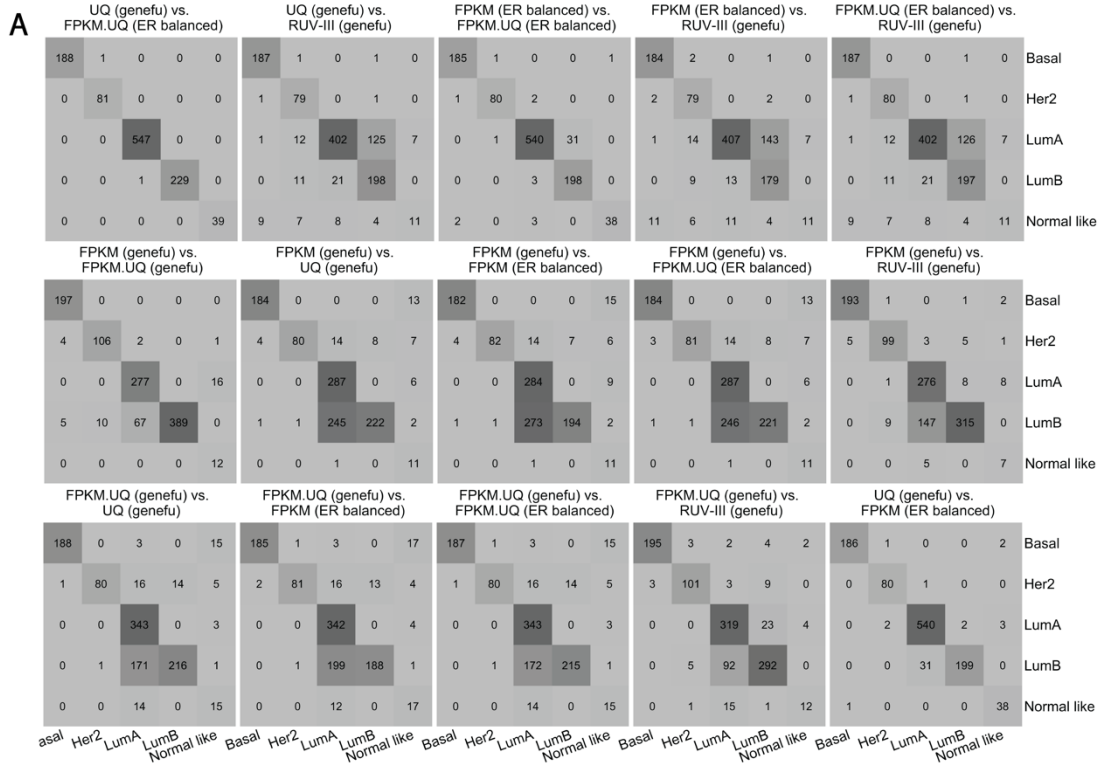 A
UQ (genefu) vs. FPKM.UQ (ER balanced)
UQ (genefu) vs. RUV-III (genefu)
FPKM (ER balanced) vs. FPKM.UQ (ER balanced)
FPKM (ER balanced) vs. RUV-III (genefu)
FPKM.UQ (ER balanced) vs. RUV-III (genefu)
188 1 0 0 0 187 1 0 1 0 185 1 0 0 1 184 2 0 1 0 187 0 0 1 0 Basal
0 81 0 0 0 1 79 0 1 0 1 80 2 0 0 2 79 0 2 0 1 80 0 1 0 Her2
0 0 547 0 0 1 12 402 125 7 0 0 540 31 0 1 14 407 143 7 1 12 402 126 7 LumA
0 0 1 229 0 0 11 21 198 0 0 3 198 0 0 9 13 179 0 11 21 197 LumB
0 0 0 0 39 9 7 8 4 11 2 0 3 0 38 11 6 11 4 11 9 7 8 4 11 Normal like
FPKM (genefu) vs. FPKM.UQ (genefu)
FPKM (genefu) vs. UQ (genefu)
FPKM (genefu) vs. FPKM (ER balanced)
FPKM (genefu) vs. FPKM.UQ (ER balanced)
FPKM (genefu) vs. RUV-III (genefu)
197 0 0 0 0 184 0 0 0 13 182 0 0 0 15 184 0 0 0 13 193 1 0 1 2 Basal
4 106 2 0 1 4 80 14 8 7 4 82 14 7 6 3 81 14 8 7 5 99 3 5 1 Her2
0 0 277 0 16 0 0 287 0 6 0 0 284 0 9 0 0 287 0 6 0 1 276 8 8 LumA
5 10 67 389 0 1 1 245 222 2 1 1 273 194 2 1 1 246 221 2 0 9 147 315 0 LumB
0 0 0 0 12 0 0 1 0 11 0 0 1 0 11 0 0 1 0 11 0 0 5 0 7 Normal like
FPKM.UQ (genefu) vs. UQ (genefu)
FPKM.UQ (genefu) vs. FPKM (ER balanced)
FPKM.UQ (genefu) vs. FPKM.UQ (ER balanced)
FPKM.UQ (genefu) vs. RUV-III (genefu)
UQ (genefu) vs. FPKM (ER balanced)
188 0 3 0 15 185 1 3 0 17 187 1 3 0 15 195 3 2 4 2 186 1 0 0 2 Basal
1 80 16 14 5 2 81 16 13 4 1 80 16 14 5 3 101 3 9 0 0 80 1 0 0 Her2
0 0 343 0 3 0 0 342 0 4 0 0 343 0 3 0 0 319 23 4 0 2 540 2 3 LumA
0 1 171 216 1 0 1 199 188 1 0 1 172 215 1 0 5 92 292 0 0 0 31 199 0 LumB
0 0 14 0 15 0 0 12 0 17 0 0 14 0 15 0 1 15 1 12 1 0 0 0 38 Normal like
asal Her2 LumA LumB Normal like Basal Her2 LumA LumB Normal like Basal Her2 LumA LumB Normal like Basal Her2 LumA LumB Normal like Basal Her2 LumA LumB Normal like